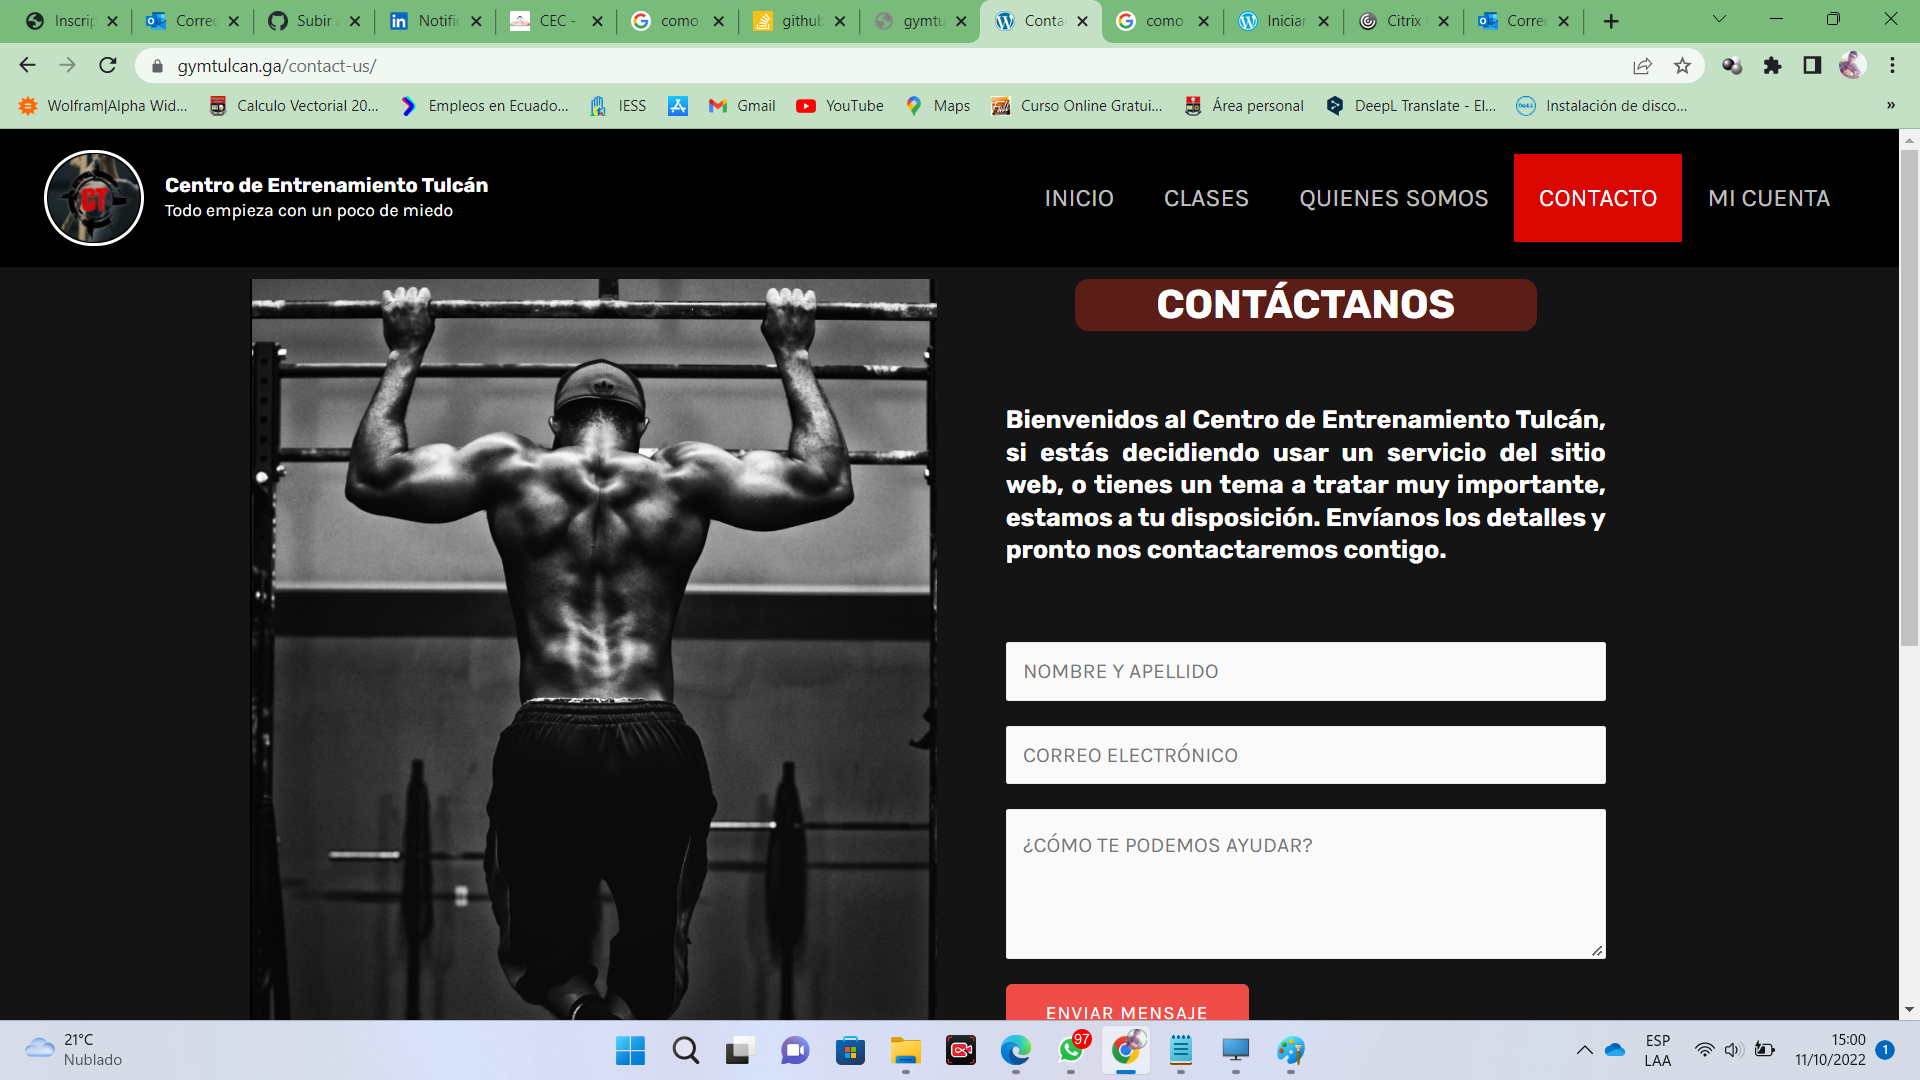 Inscrip
Correo
Subir
Notific
CEC -
como
github
gymtu
Conta
como
Iniciar
Citrix
Corre
gymtulcan.ga/contact-us/
Wolfram|Alpha Wid...
Calculo Vectorial 20...
Empleos en Ecuado...
IESS
Gmail
YouTube
Maps
Curso Online Gratui...
Área personal
DeepL Translate - El...
Instalación de disco...
»
CT
Centro de Entrenamiento Tulcán
Todo empieza con un poco de miedo
INICIO
CLASES
QUIENES SOMOS
CONTACTO
MI CUENTA
CONTÁCTANOS
Bienvenidos al Centro de Entrenamiento Tulcán,
si estás decidiendo usar un servicio del sitio
web, o tienes un tema a tratar muy importante,
estamos a tu disposición. Envíanos los detalles y
pronto nos contactaremos contigo.
NOMBRE Y APELLIDO
CORREO ELECTRÓNICO
¿CÓMO TE PODEMOS AYUDAR?
ENVIAR MENSAJE
21°C
Nublado
97
ESP
LAA
15:00
11/10/2022
1